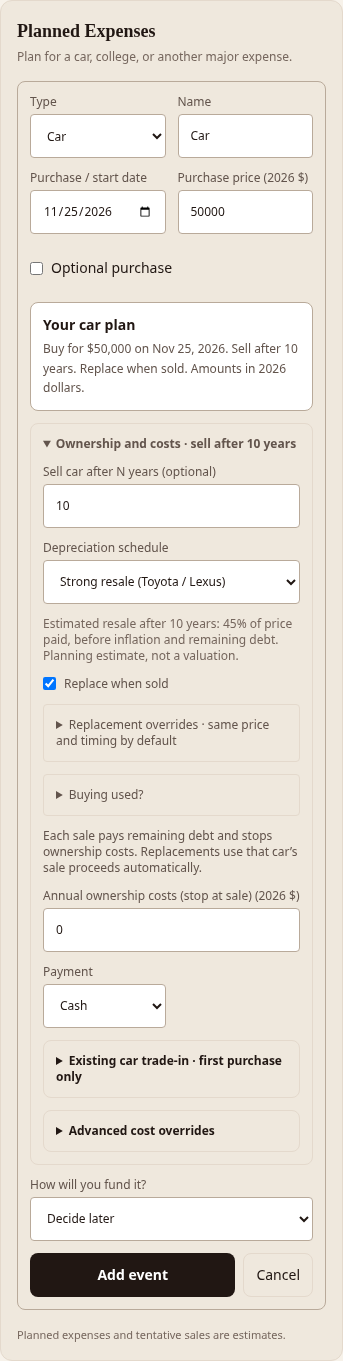 Planned Expenses
Plan for a car, college, or another major expense.
Type
Name
Car
Car
Purchase / start date
Purchase price (2026 $)
11/25/2026
50000
Optional purchase
Your car plan
Buy for $50,000 on Nov 25, 2026. Sell after 10
years. Replace when sold. Amounts in 2026
dollars.
▼ Ownership and costs · sell after 10 years
Sell car after N years (optional)
10
Depreciation schedule
Strong resale (Toyota / Lexus)
Estimated resale after 10 years: 45% of price
paid, before inflation and remaining debt.
Planning estimate, not a valuation.
Replace when sold
▶ Replacement overrides · same price
and timing by default
▶ Buying used?
Each sale pays remaining debt and stops
ownership costs. Replacements use that car’s
sale proceeds automatically.
Annual ownership costs (stop at sale) (2026 $)
0
Payment
Cash
▶ Existing car trade-in · first purchase
only
▶ Advanced cost overrides
How will you fund it?
Decide later
Add event
Cancel
Planned expenses and tentative sales are estimates.